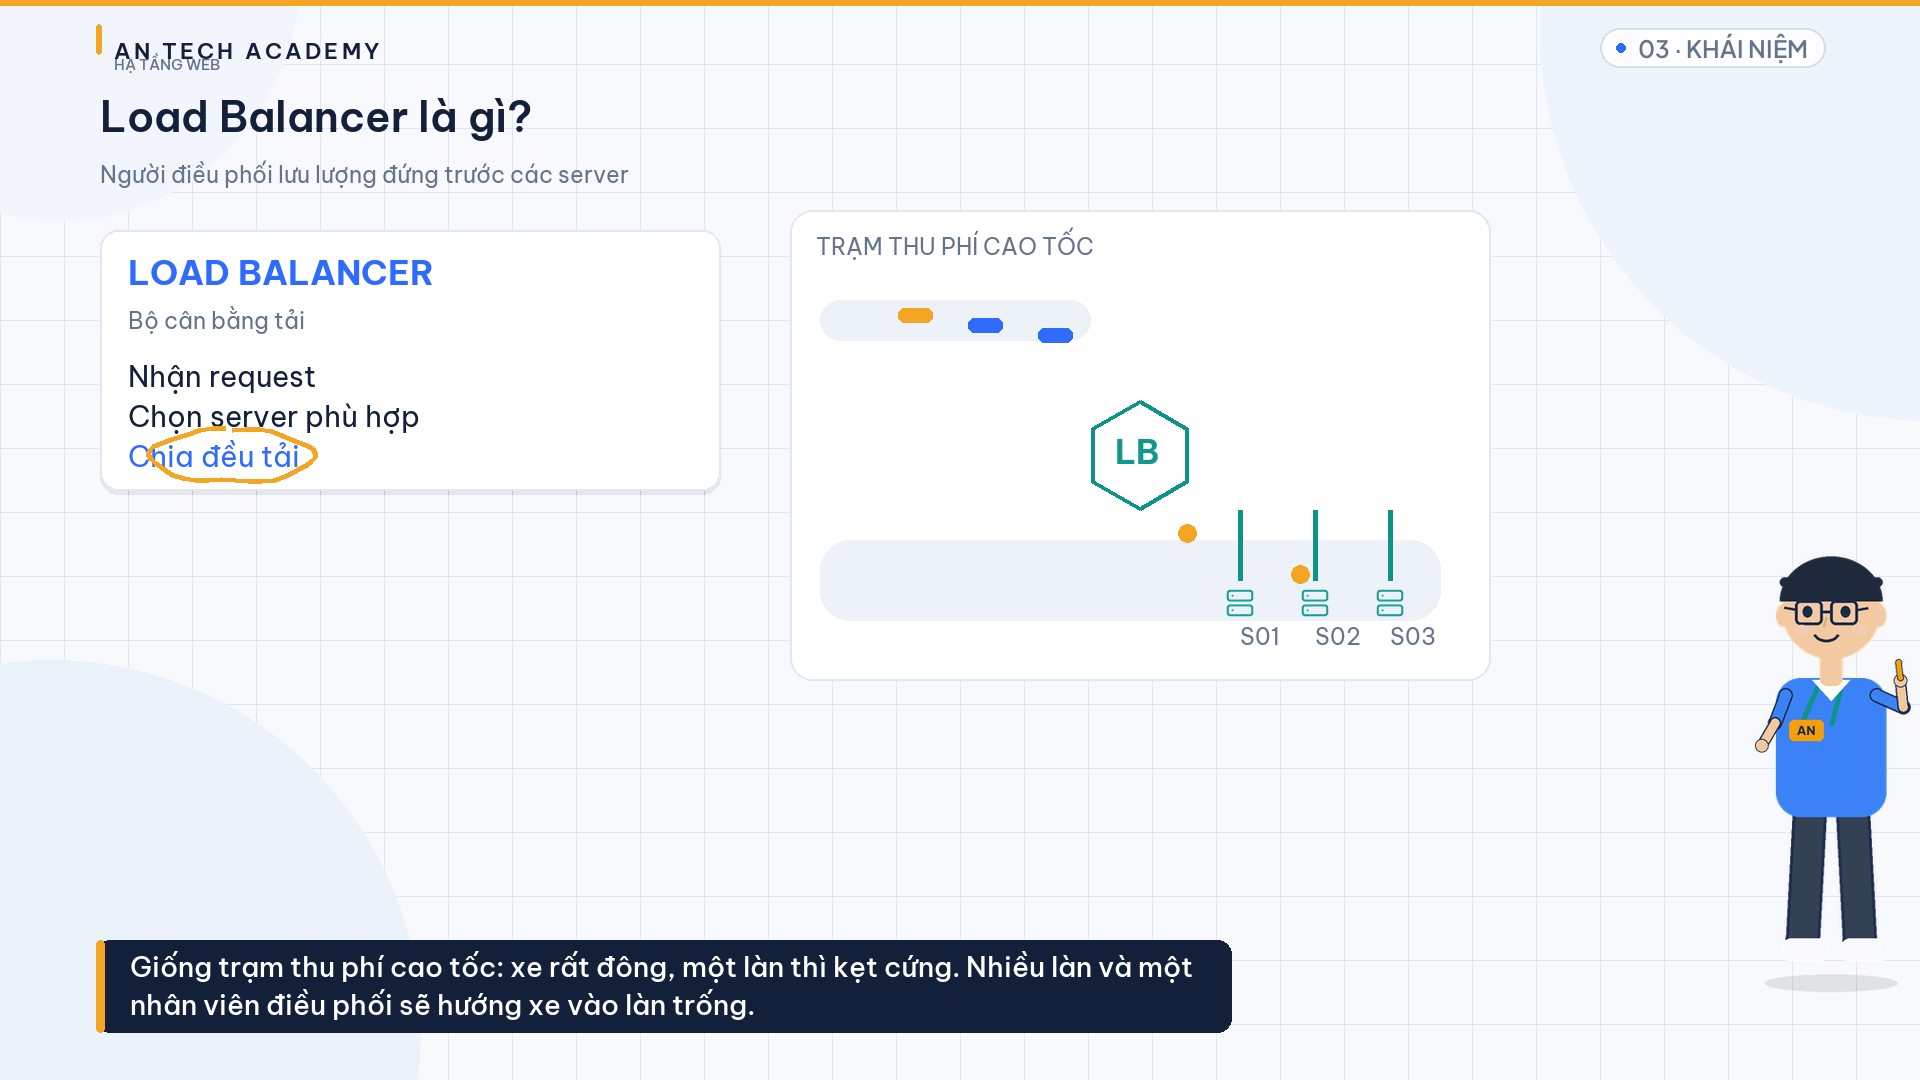 AN TECH ACADEMY
HẠ TẦNG WEB
03 · KHÁI NIỆM
Load Balancer là gì?
Người điều phối lưu lượng đứng trước các server
LOAD BALANCER
Bộ cân bằng tải
Nhận request
Chọn server phù hợp
Chia đều tải
TRẠM THU PHÍ CAO TỐC
LB
S01 S02 S03
AN
Giống trạm thu phí cao tốc: xe rất đông, một làn thì kẹt cứng. Nhiều làn và một
nhân viên điều phối sẽ hướng xe vào làn trống.